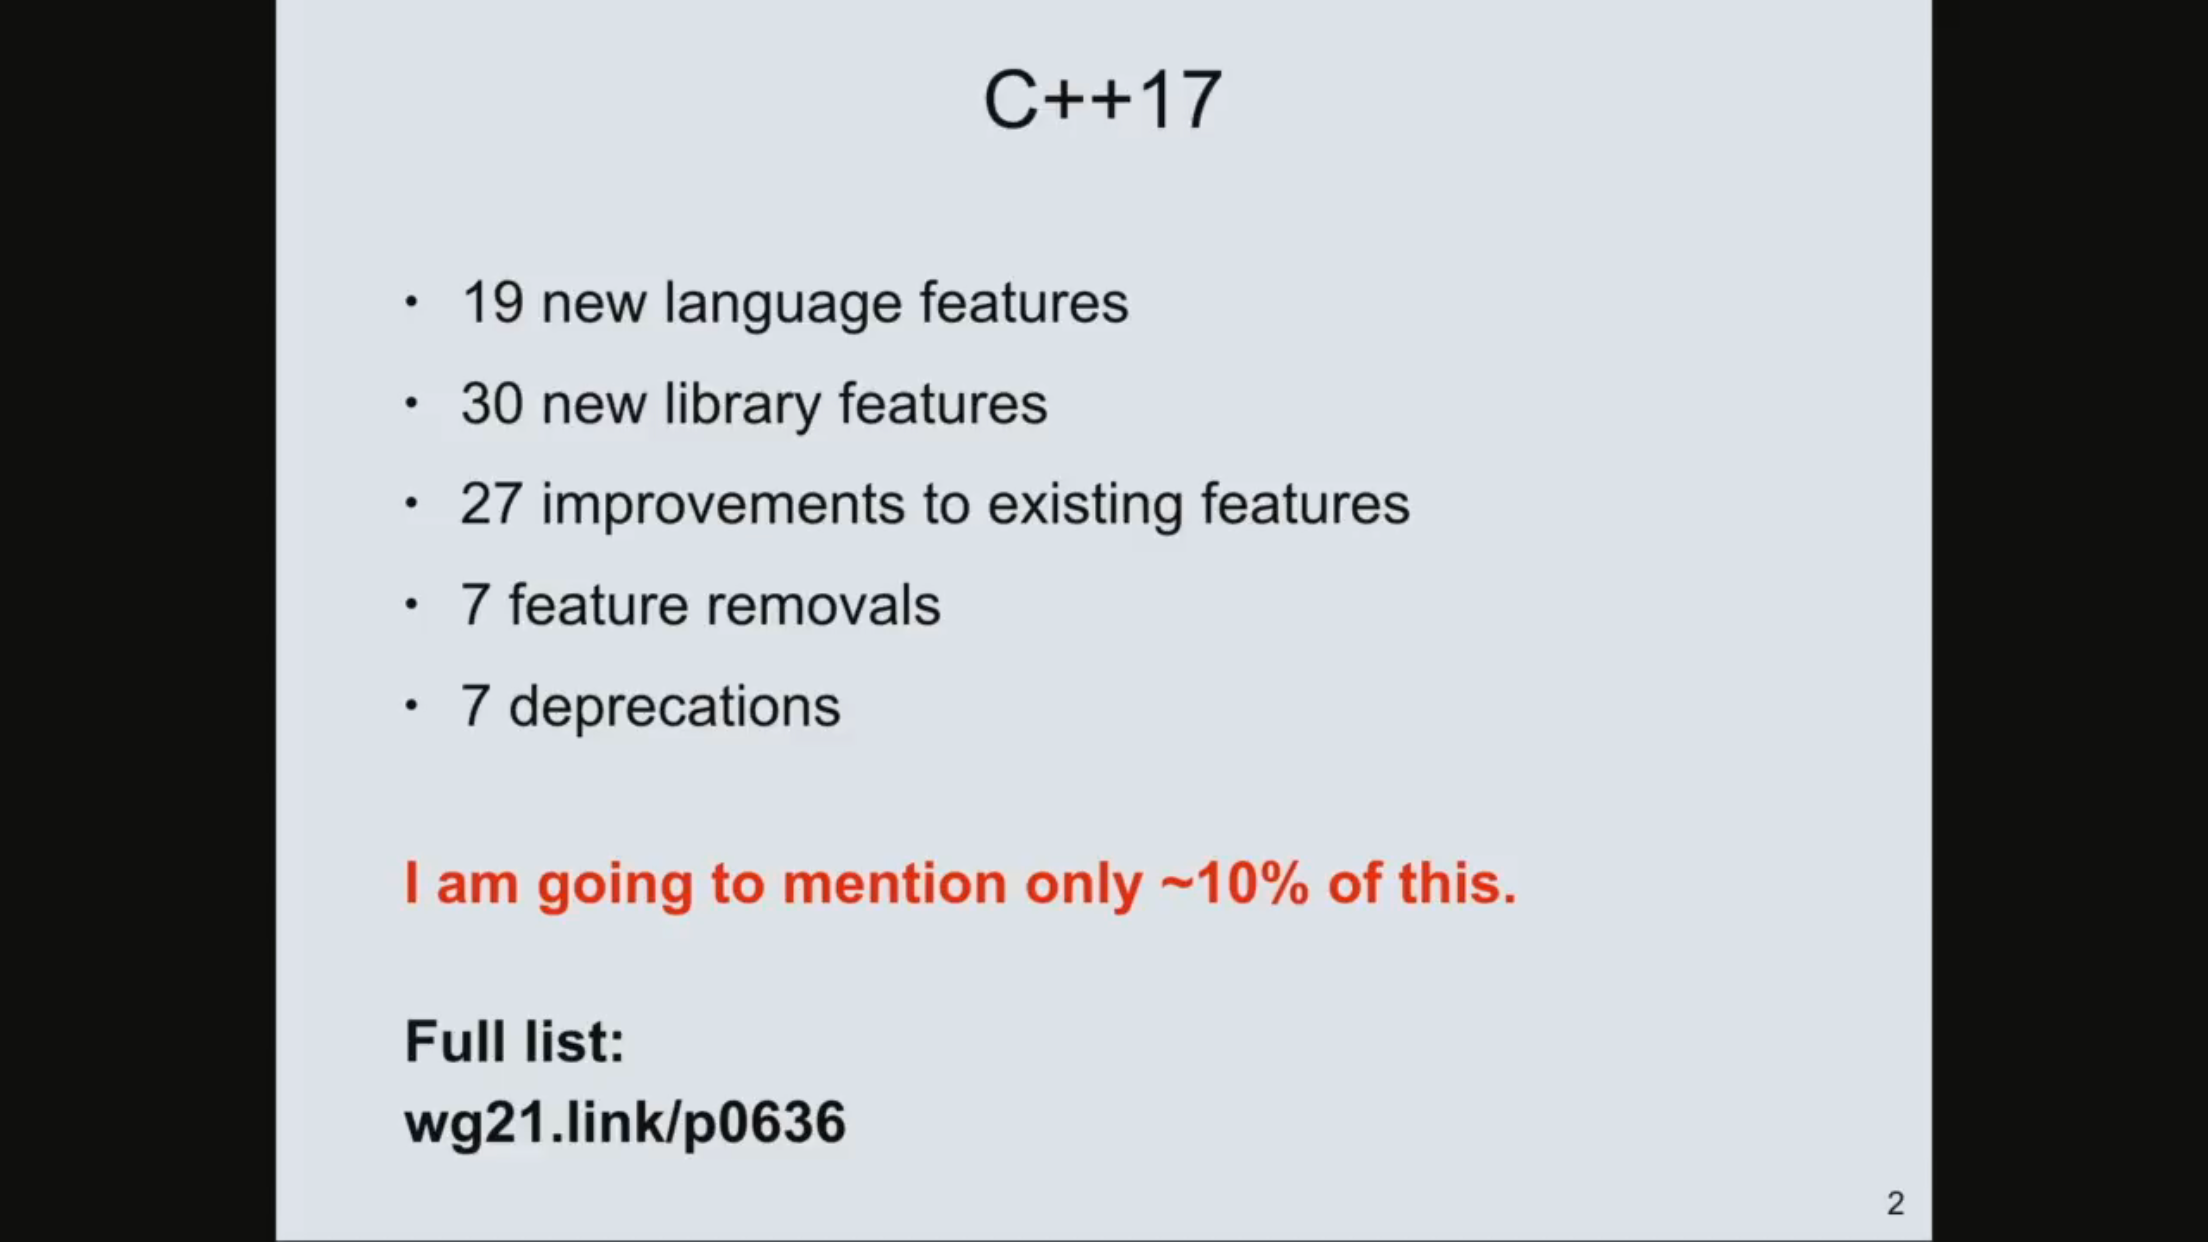 C++17
• 19 new language features
• 30 new library features
• 27 improvements to existing features
• 7 feature removals
• 7 deprecations
I am going to mention only ~10% of this.
Full list:
wg21.link/p0636
2